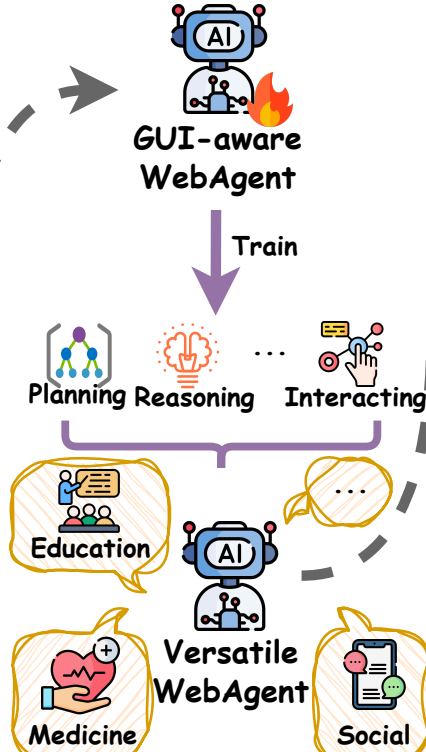 AI
GUI-aware
WebAgent
Train
...
Planning Reasoning Interacting
...
Education
AI
Versatile
WebAgent
Medicine
Social